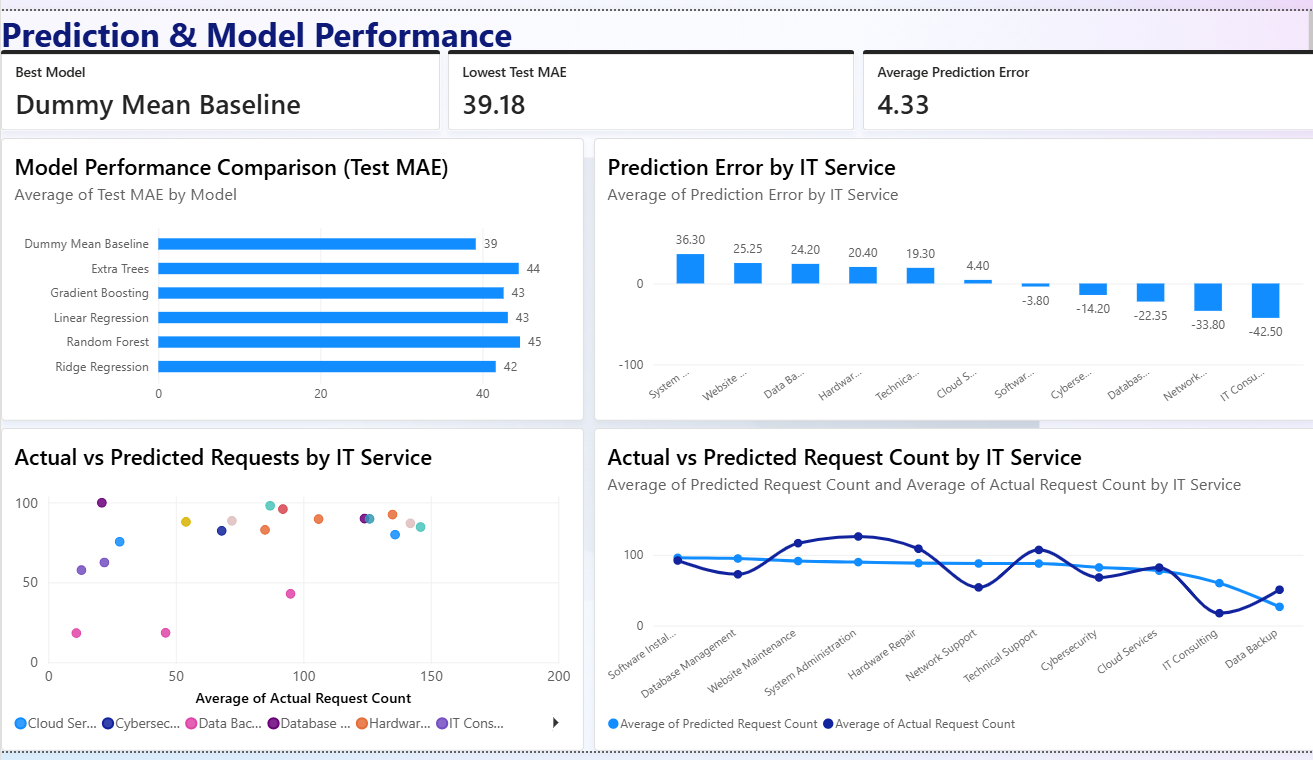 Prediction & Model Performance
Best Model
Dummy Mean Baseline
Lowest Test MAE
39.18
Average Prediction Error
4.33
Model Performance Comparison (Test MAE)
Average of Test MAE by Model
Dummy Mean Baseline 39
Extra Trees 44
Gradient Boosting 43
Linear Regression 43
Random Forest 45
Ridge Regression 42
0 20 40
Prediction Error by IT Service
Average of Prediction Error by IT Service
36.30 25.25 24.20 20.40 19.30 4.40 -3.80 -14.20 -22.35 -33.80 -42.50
0
-100
System ... Website ... Data Ba... Hardwar... Technica... Cloud S... Softwar... Cyberse... Databas... Network... IT Consu...
Actual vs Predicted Requests by IT Service
100
50
0
0 50 100 150 200
Average of Actual Request Count
Cloud Ser... Cybersec... Data Bac... Database ... Hardwar... IT Cons...
Actual vs Predicted Request Count by IT Service
Average of Predicted Request Count and Average of Actual Request Count by IT Service
100
0
Software Instal... Database Management Website Maintenance System Administration Hardware Repair Network Support Technical Support Cybersecurity Cloud Services IT Consulting Data Backup
Average of Predicted Request Count Average of Actual Request Count